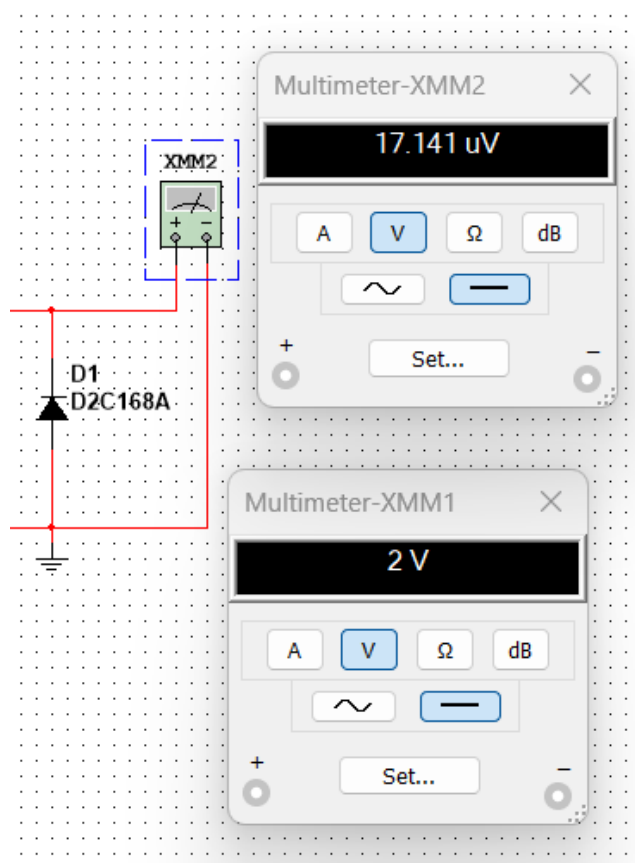 Multimeter-XMM2
17.141 uV
XMM2
+ −
A V Ω dB
+ Set... −
D1
D2C168A
Multimeter-XMM1
2 V
A V Ω dB
+ Set... −